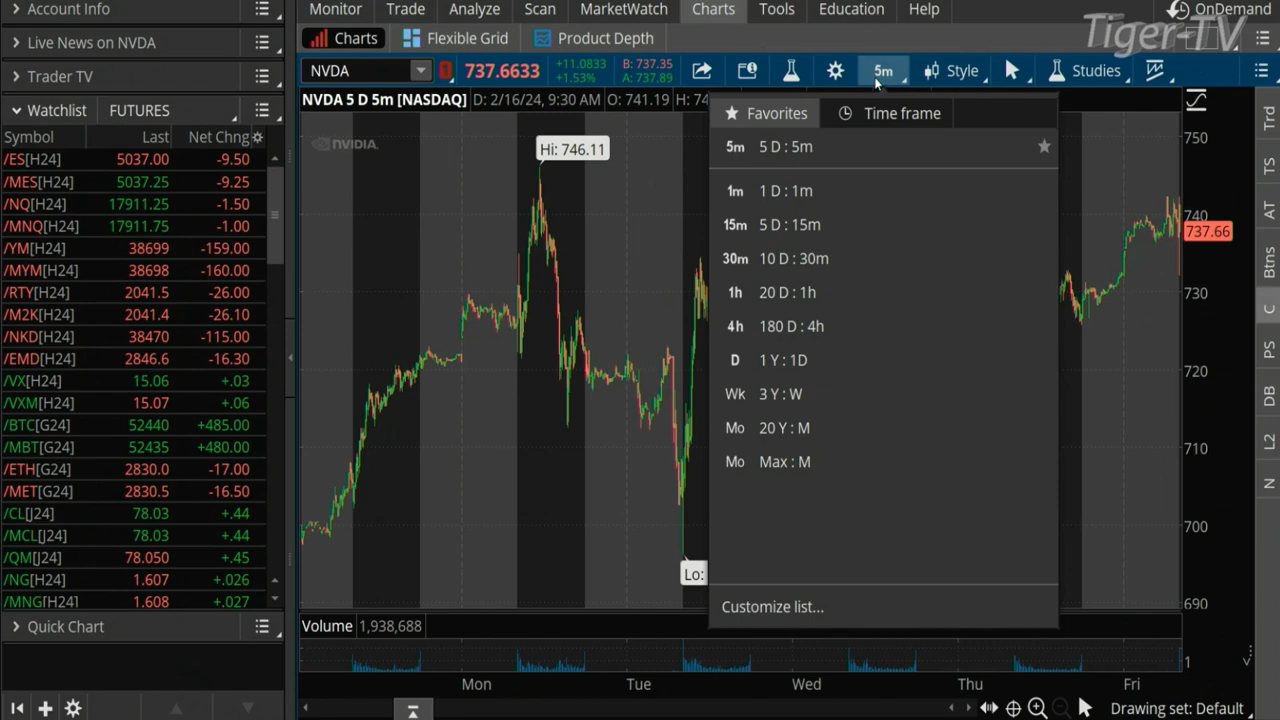 Account Info
Monitor Trade Analyze Scan MarketWatch Charts Tools Education Help OnDemand
Tiger-TV
Live News on NVDA
Charts Flexible Grid Product Depth
Trader TV
NVDA 737.6633 +11.0833 +1.53% B: 737.35 A: 737.89 5m Style Studies
Watchlist FUTURES
NVDA 5 D 5m [NASDAQ] D: 2/16/24, 9:30 AM O: 741.19 H: 74
Symbol Last Net Chng
/ES[H24] 5037.00 -9.50
/MES[H24] 5037.25 -9.25
/NQ[H24] 17911.25 -1.50
/MNQ[H24] 17911.75 -1.00
/YM[H24] 38699 -159.00
/MYM[H24] 38698 -160.00
/RTY[H24] 2041.5 -26.00
/M2K[H24] 2041.4 -26.10
/NKD[H24] 38470 -115.00
/EMD[H24] 2846.6 -16.30
/VX[H24] 15.06 +.03
/VXM[H24] 15.07 +.06
/BTC[G24] 52440 +485.00
/MBT[G24] 52435 +480.00
/ETH[G24] 2830.0 -17.00
/MET[G24] 2830.5 -16.50
/CL[J24] 78.03 +.44
/MCL[J24] 78.03 +.44
/QM[J24] 78.050 +.45
/NG[H24] 1.607 +.026
/MNG[H24] 1.608 +.027
Quick Chart
NVIDIA
Hi: 746.11
Lo:
Favorites Time frame
5m 5 D : 5m
1m 1 D : 1m
15m 5 D : 15m
30m 10 D : 30m
1h 20 D : 1h
4h 180 D : 4h
D 1 Y : 1D
Wk 3 Y : W
Mo 20 Y : M
Mo Max : M
Customize list...
750
740
737.66
730
720
710
700
690
Volume 1,938,688
1
Mon Tue Wed Thu Fri
Drawing set: Default
Trd
TS
AT
Btns
C
PS
DB
L2
N